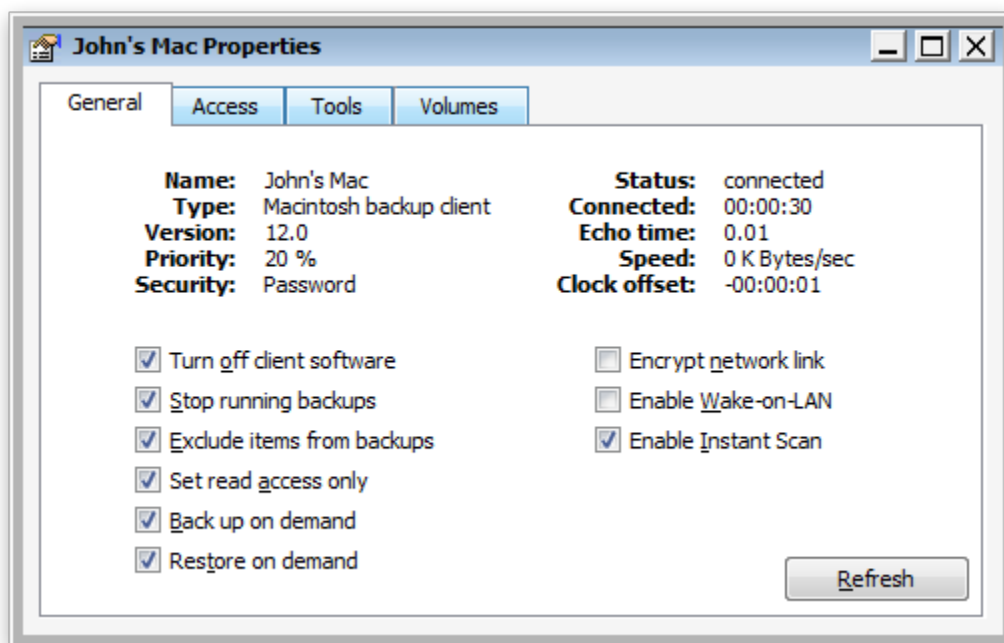 John's Mac Properties
General Access Tools Volumes
Name: John's Mac
Type: Macintosh backup client
Version: 12.0
Priority: 20 %
Security: Password
Status: connected
Connected: 00:00:30
Echo time: 0.01
Speed: 0 K Bytes/sec
Clock offset: -00:00:01
Turn off client software
Stop running backups
Exclude items from backups
Set read access only
Back up on demand
Restore on demand
Encrypt network link
Enable Wake-on-LAN
Enable Instant Scan
Refresh